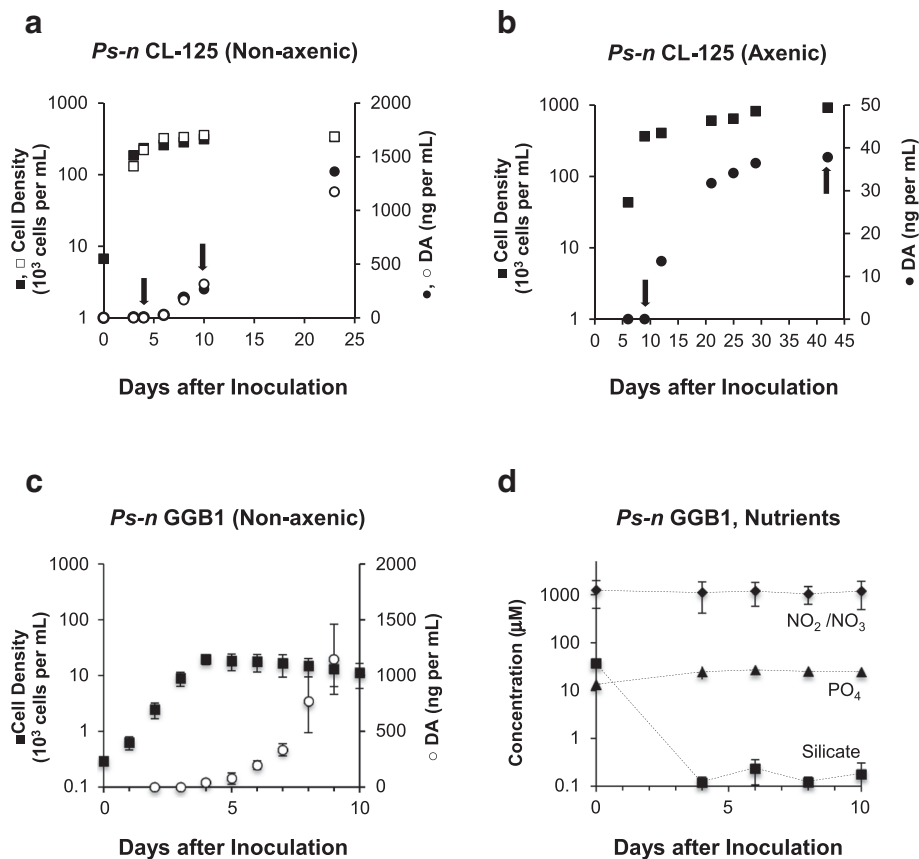 a
Ps-n CL-125 (Non-axenic)
■, □ Cell Density
(10³ cells per mL)
1000
100
10
1
2000
1500
1000
500
0
●, ○ DA (ng per mL)
0 5 10 15 20 25
Days after Inoculation
b
Ps-n CL-125 (Axenic)
■ Cell Density
(10³ cells per mL)
1000
100
10
1
50
40
30
20
10
0
● DA (ng per mL)
0 5 10 15 20 25 30 35 40 45
Days after Inoculation
c
Ps-n GGB1 (Non-axenic)
■Cell Density
(10³ cells per mL)
1000
100
10
1
0.1
2000
1500
1000
500
0
○ DA (ng per mL)
0 5 10
Days after Inoculation
d
Ps-n GGB1, Nutrients
Concentration (µM)
1000
100
10
1
0.1
NO₂ /NO₃
PO₄
Silicate
0 5 10
Days after Inoculation